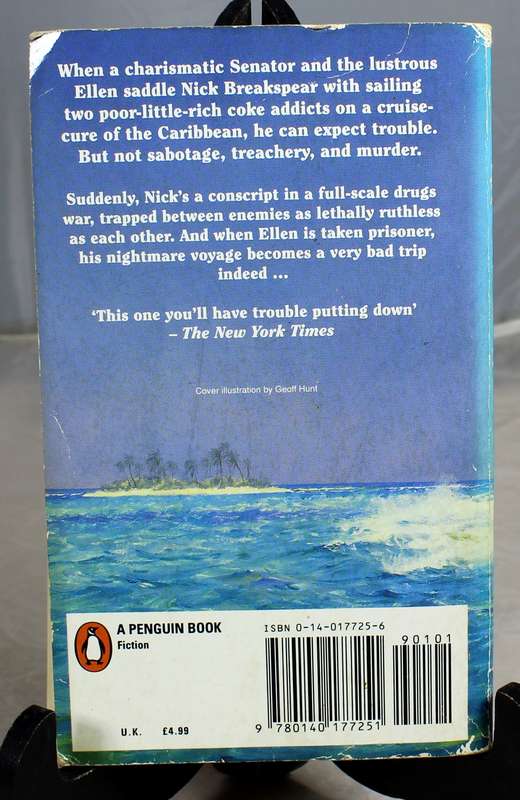 When a charismatic Senator and the lustrous
Ellen saddle Nick Breakspear with sailing
two poor-little-rich coke addicts on a cruise-
cure of the Caribbean, he can expect trouble.
But not sabotage, treachery, and murder.
Suddenly, Nick's a conscript in a full-scale drugs
war, trapped between enemies as lethally ruthless
as each other. And when Ellen is taken prisoner,
his nightmare voyage becomes a very bad trip
indeed ...
‘This one you'll have trouble putting down’
– The New York Times
Cover illustration by Geoff Hunt
A PENGUIN BOOK
Fiction
U.K. £4.99
ISBN 0-14-017725-6
90101
9 780140 177251